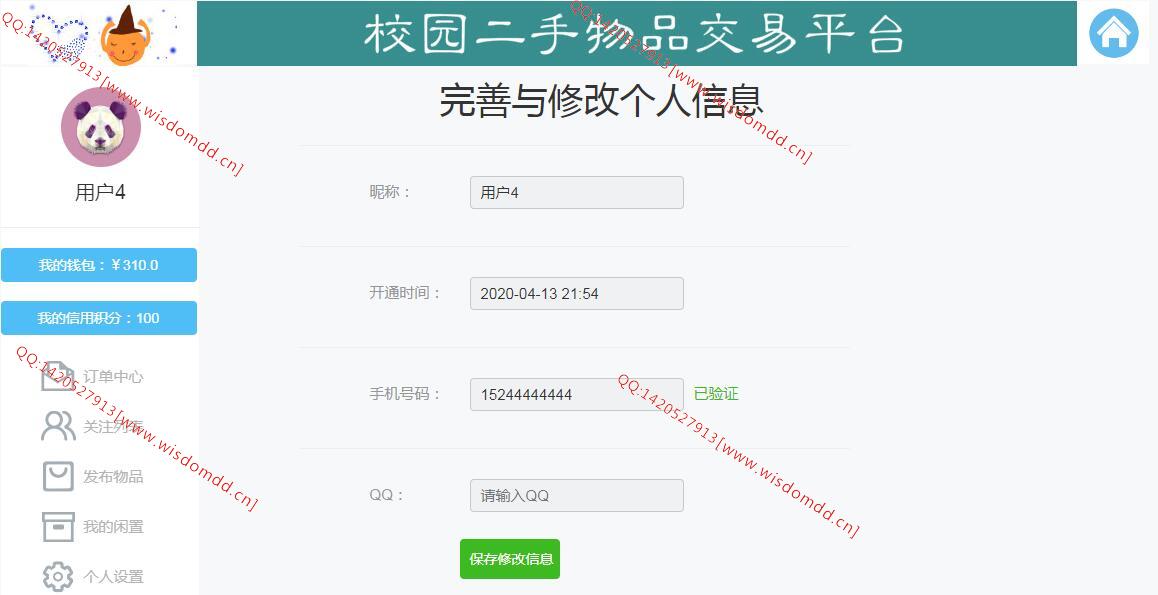 校园二手物品交易平台
QQ:1420527913[www.wisdomdd.cn]
QQ:1420527913[www.wisdomdd.cn]
完善与修改个人信息
用户4
昵称：
用户4
我的钱包：￥310.0
开通时间：
2020-04-13 21:54
我的信用积分：100
QQ:1420527913[www.wisdomdd.cn]
订单中心
手机号码：
15244444444
已验证
QQ:1420527913[www.wisdomdd.cn]
关注列表
发布物品
QQ：
请输入QQ
我的闲置
保存修改信息
个人设置